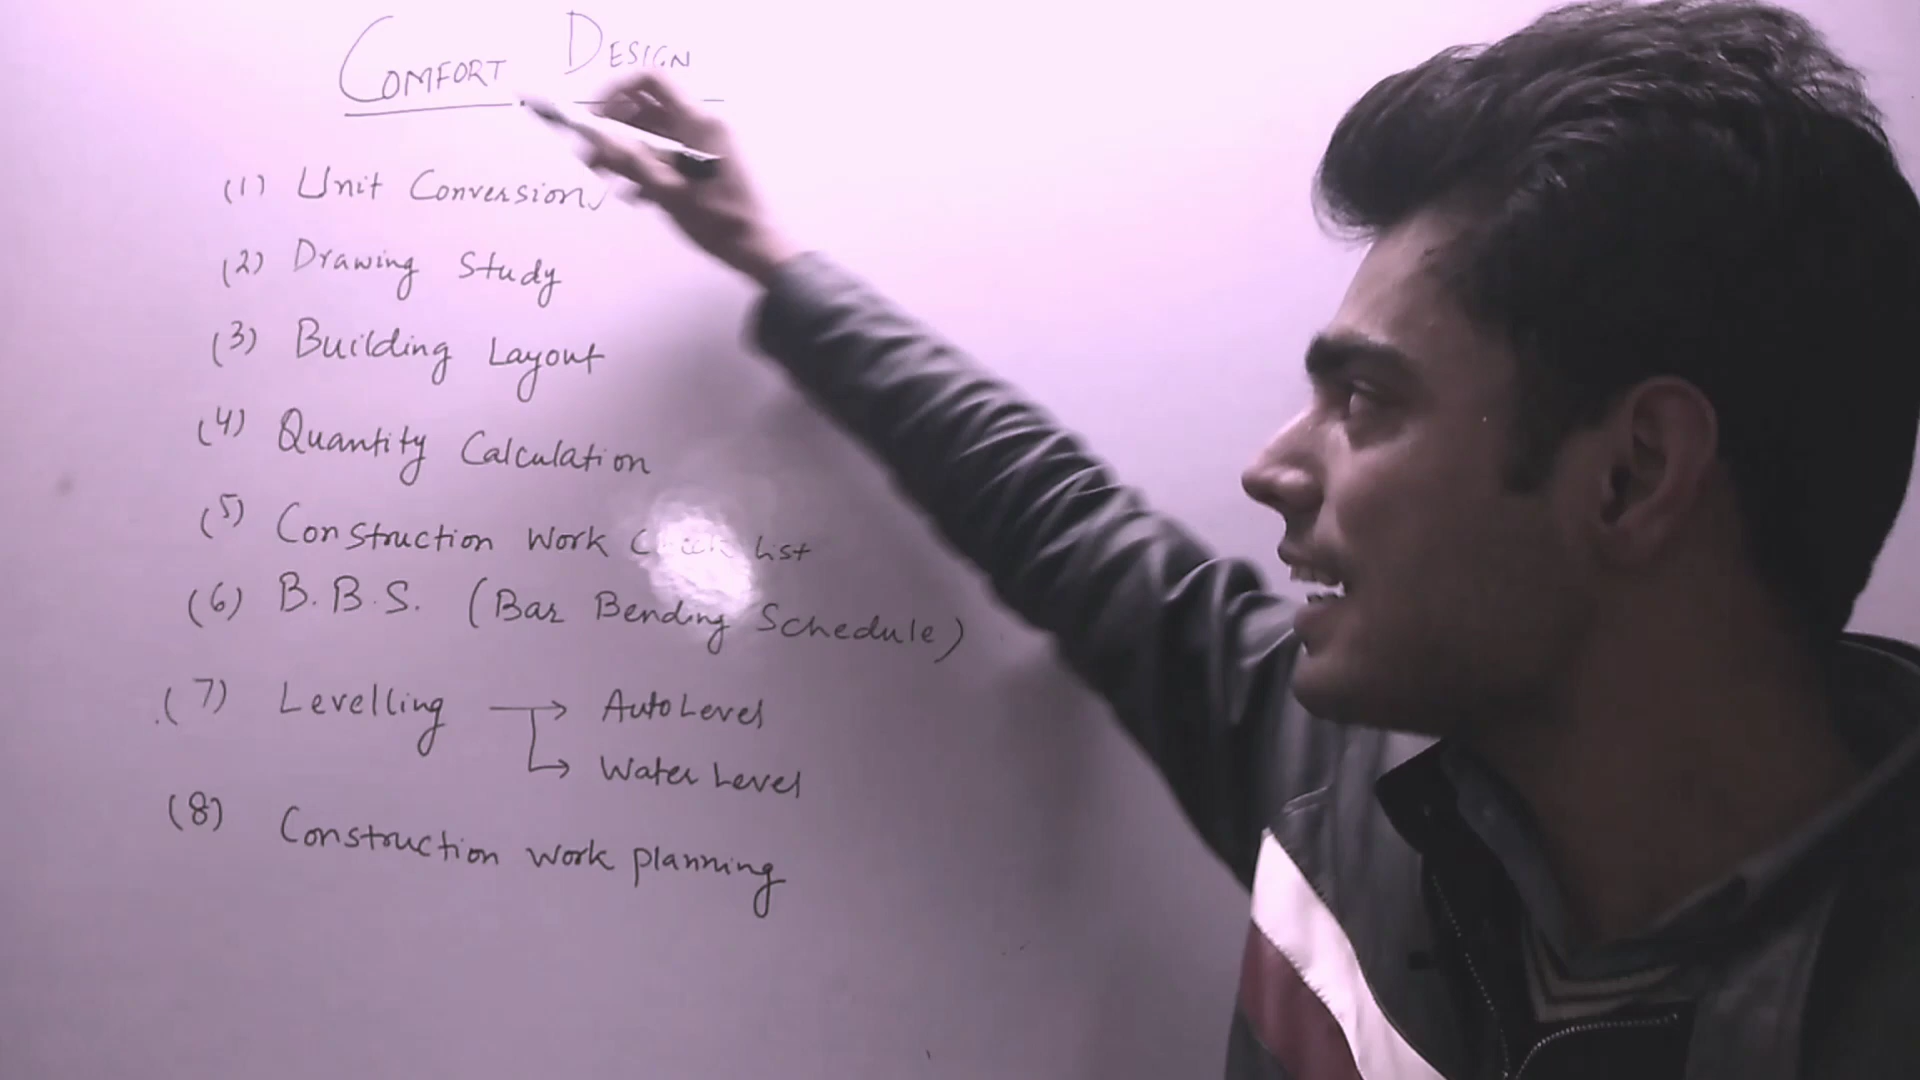 COMFORT DESIGN
(1) Unit Conversion
(2) Drawing Study
(3) Building Layout
(4) Quantity Calculation
(5) Construction Work Check list
(6) B.B.S. (Bar Bending Schedule)
(7) Levelling → Auto Level
→ Water Level
(8) Construction Work planning